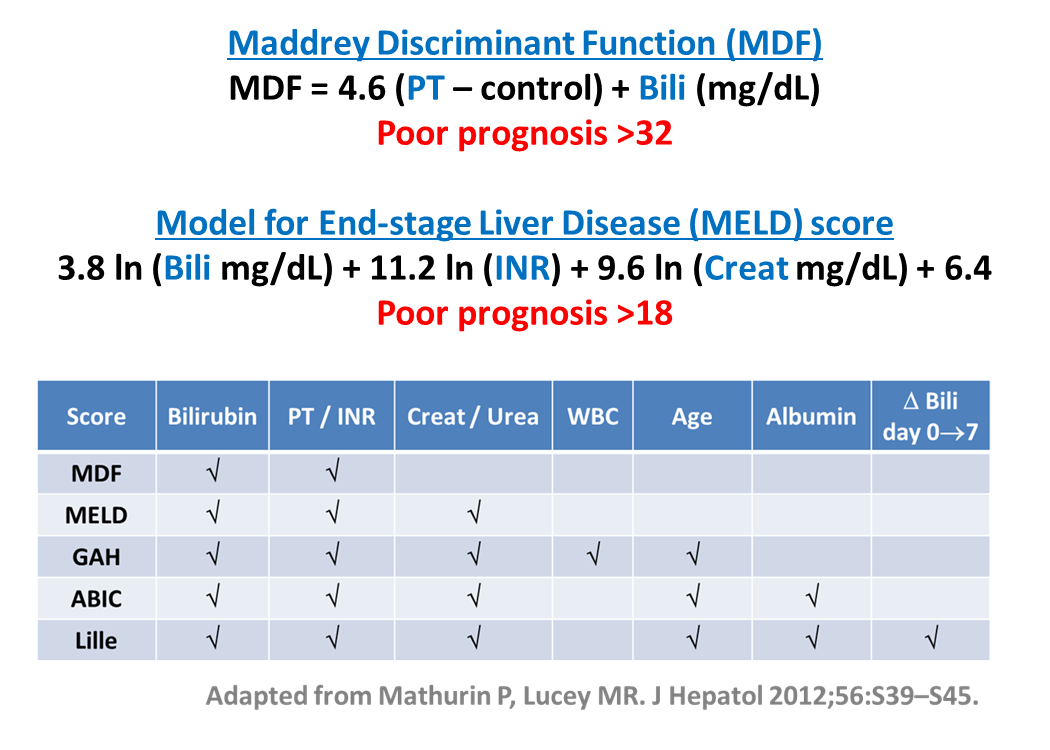 Maddrey Discriminant Function (MDF)
MDF = 4.6 (PT – control) + Bili (mg/dL)
Poor prognosis >32
Model for End-stage Liver Disease (MELD) score
3.8 ln (Bili mg/dL) + 11.2 ln (INR) + 9.6 ln (Creat mg/dL) + 6.4
Poor prognosis >18
Score Bilirubin PT / INR Creat / Urea WBC Age Albumin Δ Bili day 0→7
MDF √ √
MELD √ √ √
GAH √ √ √ √ √
ABIC √ √ √ √ √
Lille √ √ √ √ √ √
Adapted from Mathurin P, Lucey MR. J Hepatol 2012;56:S39–S45.